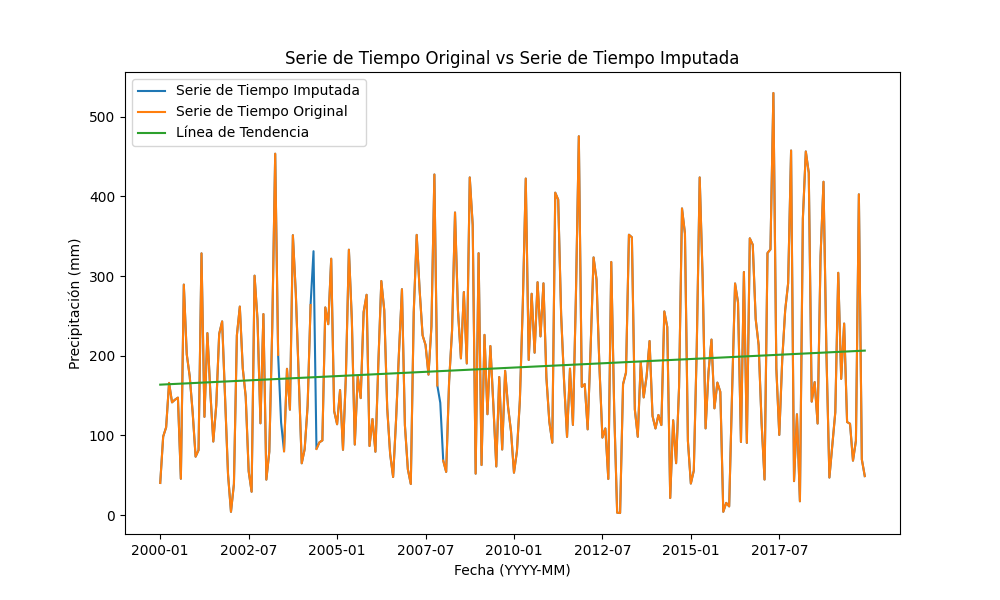 Serie de Tiempo Original vs Serie de Tiempo Imputada
Serie de Tiempo Imputada
Serie de Tiempo Original
Línea de Tendencia
Precipitación (mm)
500
400
300
200
100
0
2000-01 2002-07 2005-01 2007-07 2010-01 2012-07 2015-01 2017-07
Fecha (YYYY-MM)